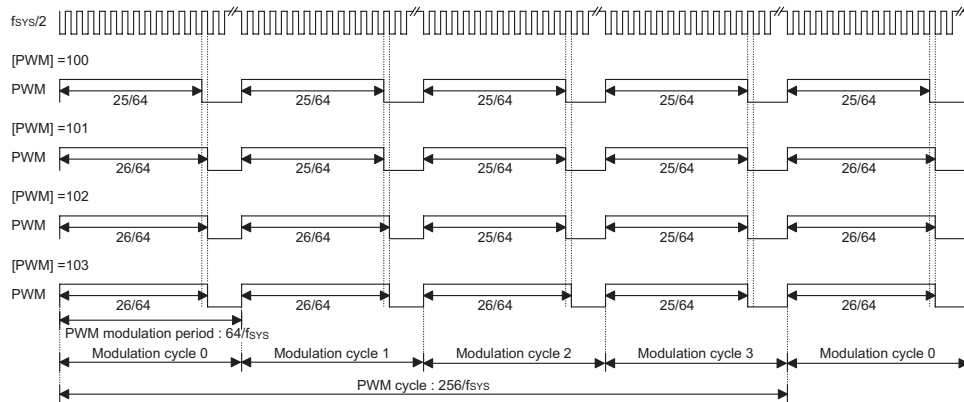 fSYS/2
[PWM] =100
PWM
25/64 25/64 25/64 25/64 25/64
[PWM] =101
PWM
26/64 25/64 25/64 25/64 26/64
[PWM] =102
PWM
26/64 26/64 25/64 25/64 26/64
[PWM] =103
PWM
26/64 26/64 26/64 25/64 26/64
PWM modulation period : 64/fSYS
Modulation cycle 0 Modulation cycle 1 Modulation cycle 2 Modulation cycle 3 Modulation cycle 0
PWM cycle : 256/fSYS